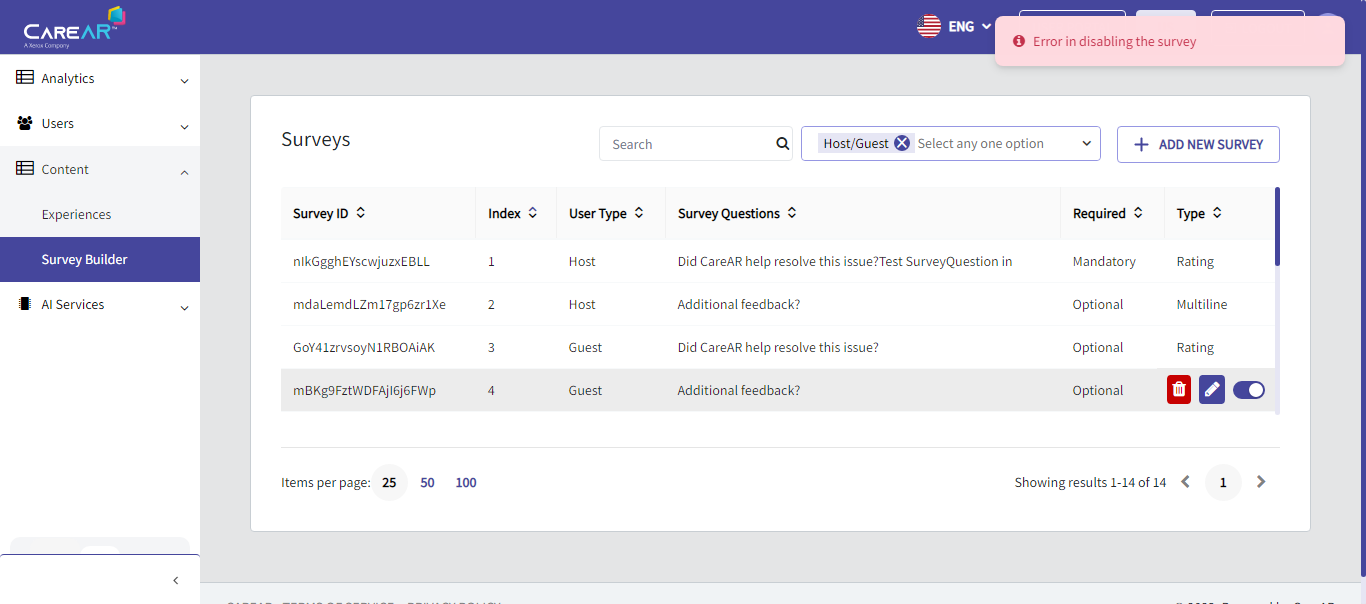 CAREAR™
A Xerox Company
ENG
Error in disabling the survey
Analytics
Users
Content
Experiences
Survey Builder
AI Services
Surveys
Search
Host/Guest Select any one option
ADD NEW SURVEY
Survey ID Index User Type Survey Questions Required Type
nIkGgghEYscwjuzxEBLL 1 Host Did CareAR help resolve this issue?Test SurveyQuestion in Mandatory Rating
mdaLemdLZm17gp6zr1Xe 2 Host Additional feedback? Optional Multiline
GoY41zrvsoyN1RBOAiAK 3 Guest Did CareAR help resolve this issue? Optional Rating
mBKg9FztWDFAjI6j6FWp 4 Guest Additional feedback? Optional
Items per page: 25 50 100
Showing results 1-14 of 14 1